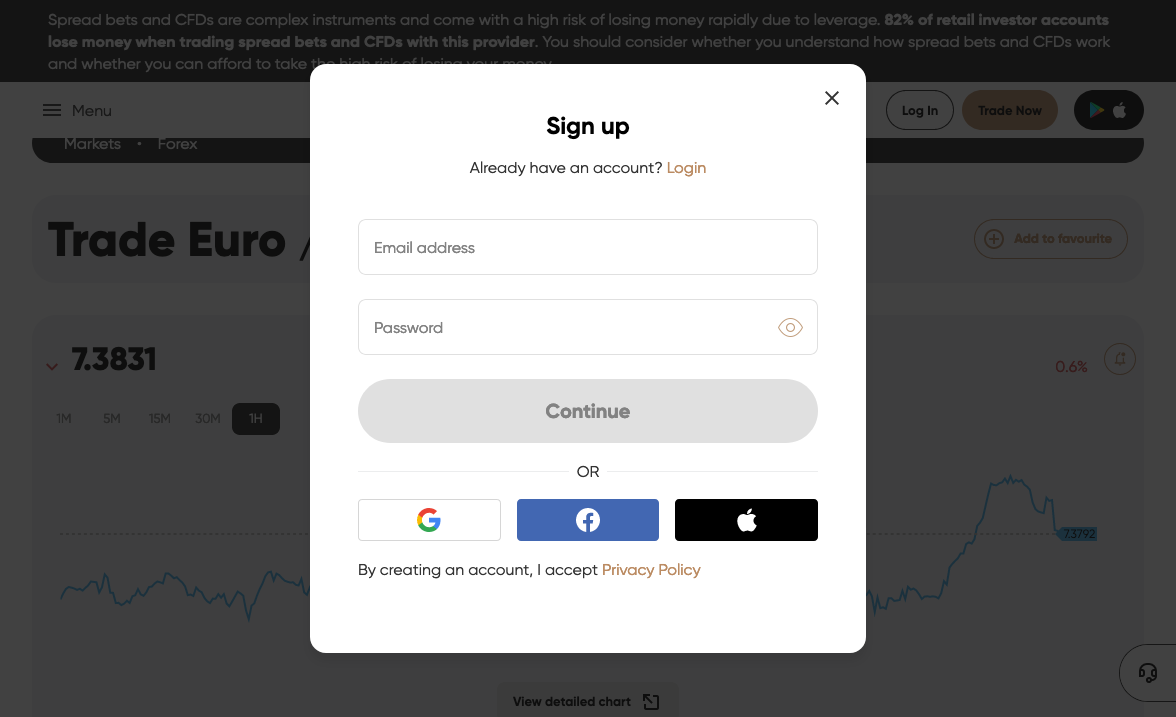 Spread bets and CFDs are complex instruments and come with a high risk of losing money rapidly due to leverage. 82% of retail investor accounts
lose money when trading spread bets and CFDs with this provider. You should consider whether you understand how spread bets and CFDs work
and whether you can afford to take the high risk of losing your money.
Menu
Log In
Trade Now
Markets • Forex
Trade Euro /
Add to favourite
7.3831
0.6%
1M 5M 15M 30M 1H
7.3792
View detailed chart
Sign up
Already have an account? Login
Email address
Password
Continue
OR
By creating an account, I accept Privacy Policy